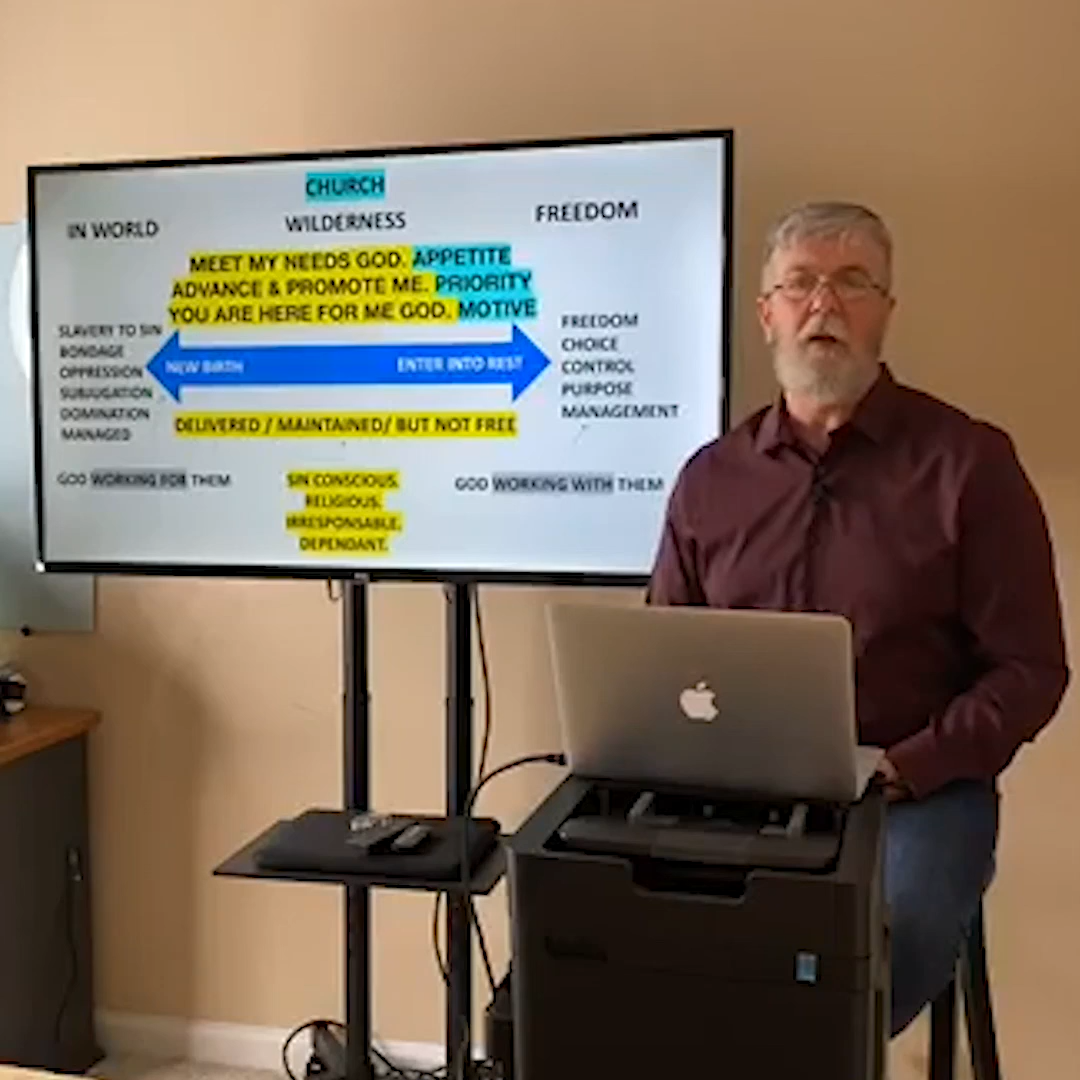 CHURCH
IN WORLD
WILDERNESS
FREEDOM
MEET MY NEEDS GOD. APPETITE
ADVANCE & PROMOTE ME. PRIORITY
YOU ARE HERE FOR ME GOD. MOTIVE
SLAVERY TO SIN
BONDAGE
OPPRESSION
SUBJUGATION
DOMINATION
MANAGED
NEW BIRTH
ENTER INTO REST
FREEDOM
CHOICE
CONTROL
PURPOSE
MANAGEMENT
DELIVERED / MAINTAINED/ BUT NOT FREE
GOD WORKING FOR THEM
SIN CONSCIOUS.
RELIGIOUS.
IRRESPONSABLE.
DEPENDANT.
GOD WORKING WITH THEM